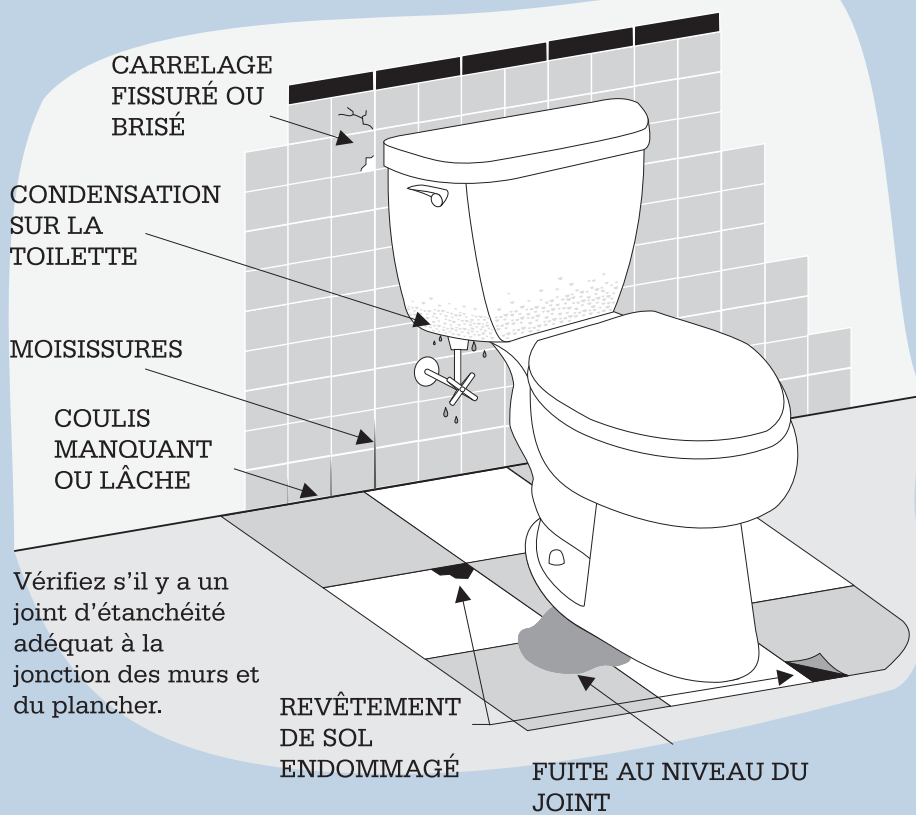 CARRELAGE
FISSURÉ OU
BRISÉ
CONDENSATION
SUR LA
TOILETTE
MOISISSURES
COULIS
MANQUANT
OU LÂCHE
Vérifiez s’il y a un
joint d’étanchéité
adéquat à la
jonction des murs et
du plancher.
REVÊTEMENT
DE SOL
ENDOMMAGÉ
FUITE AU NIVEAU DU
JOINT